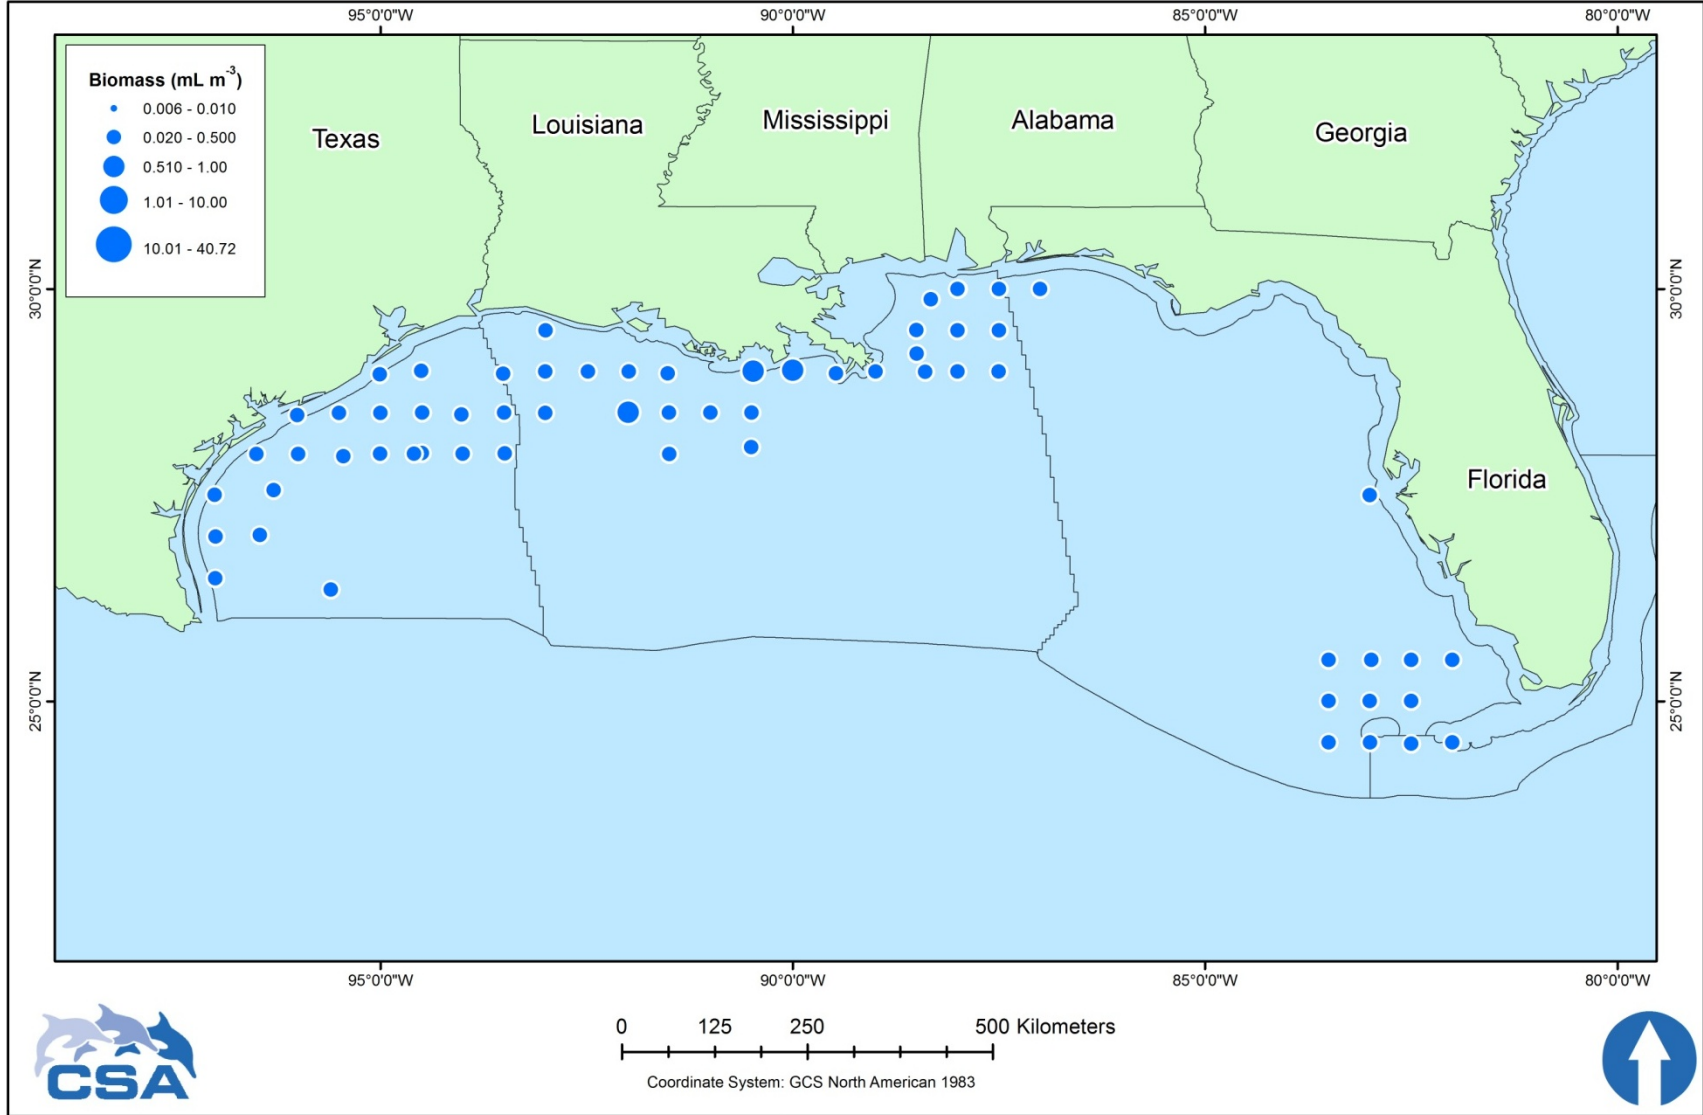 95°0'0"W 90°0'0"W 85°0'0"W 80°0'0"W
Biomass (mL m-3)
0.006 - 0.010
0.020 - 0.500
0.510 - 1.00
1.01 - 10.00
10.01 - 40.72
Texas
Louisiana
Mississippi
Alabama
Georgia
Florida
30°0'0"N
30°0'0"N
25°0'0"N
25°0'0"N
95°0'0"W 90°0'0"W 85°0'0"W 80°0'0"W
CSA
0 125 250 500 Kilometers
Coordinate System: GCS North American 1983